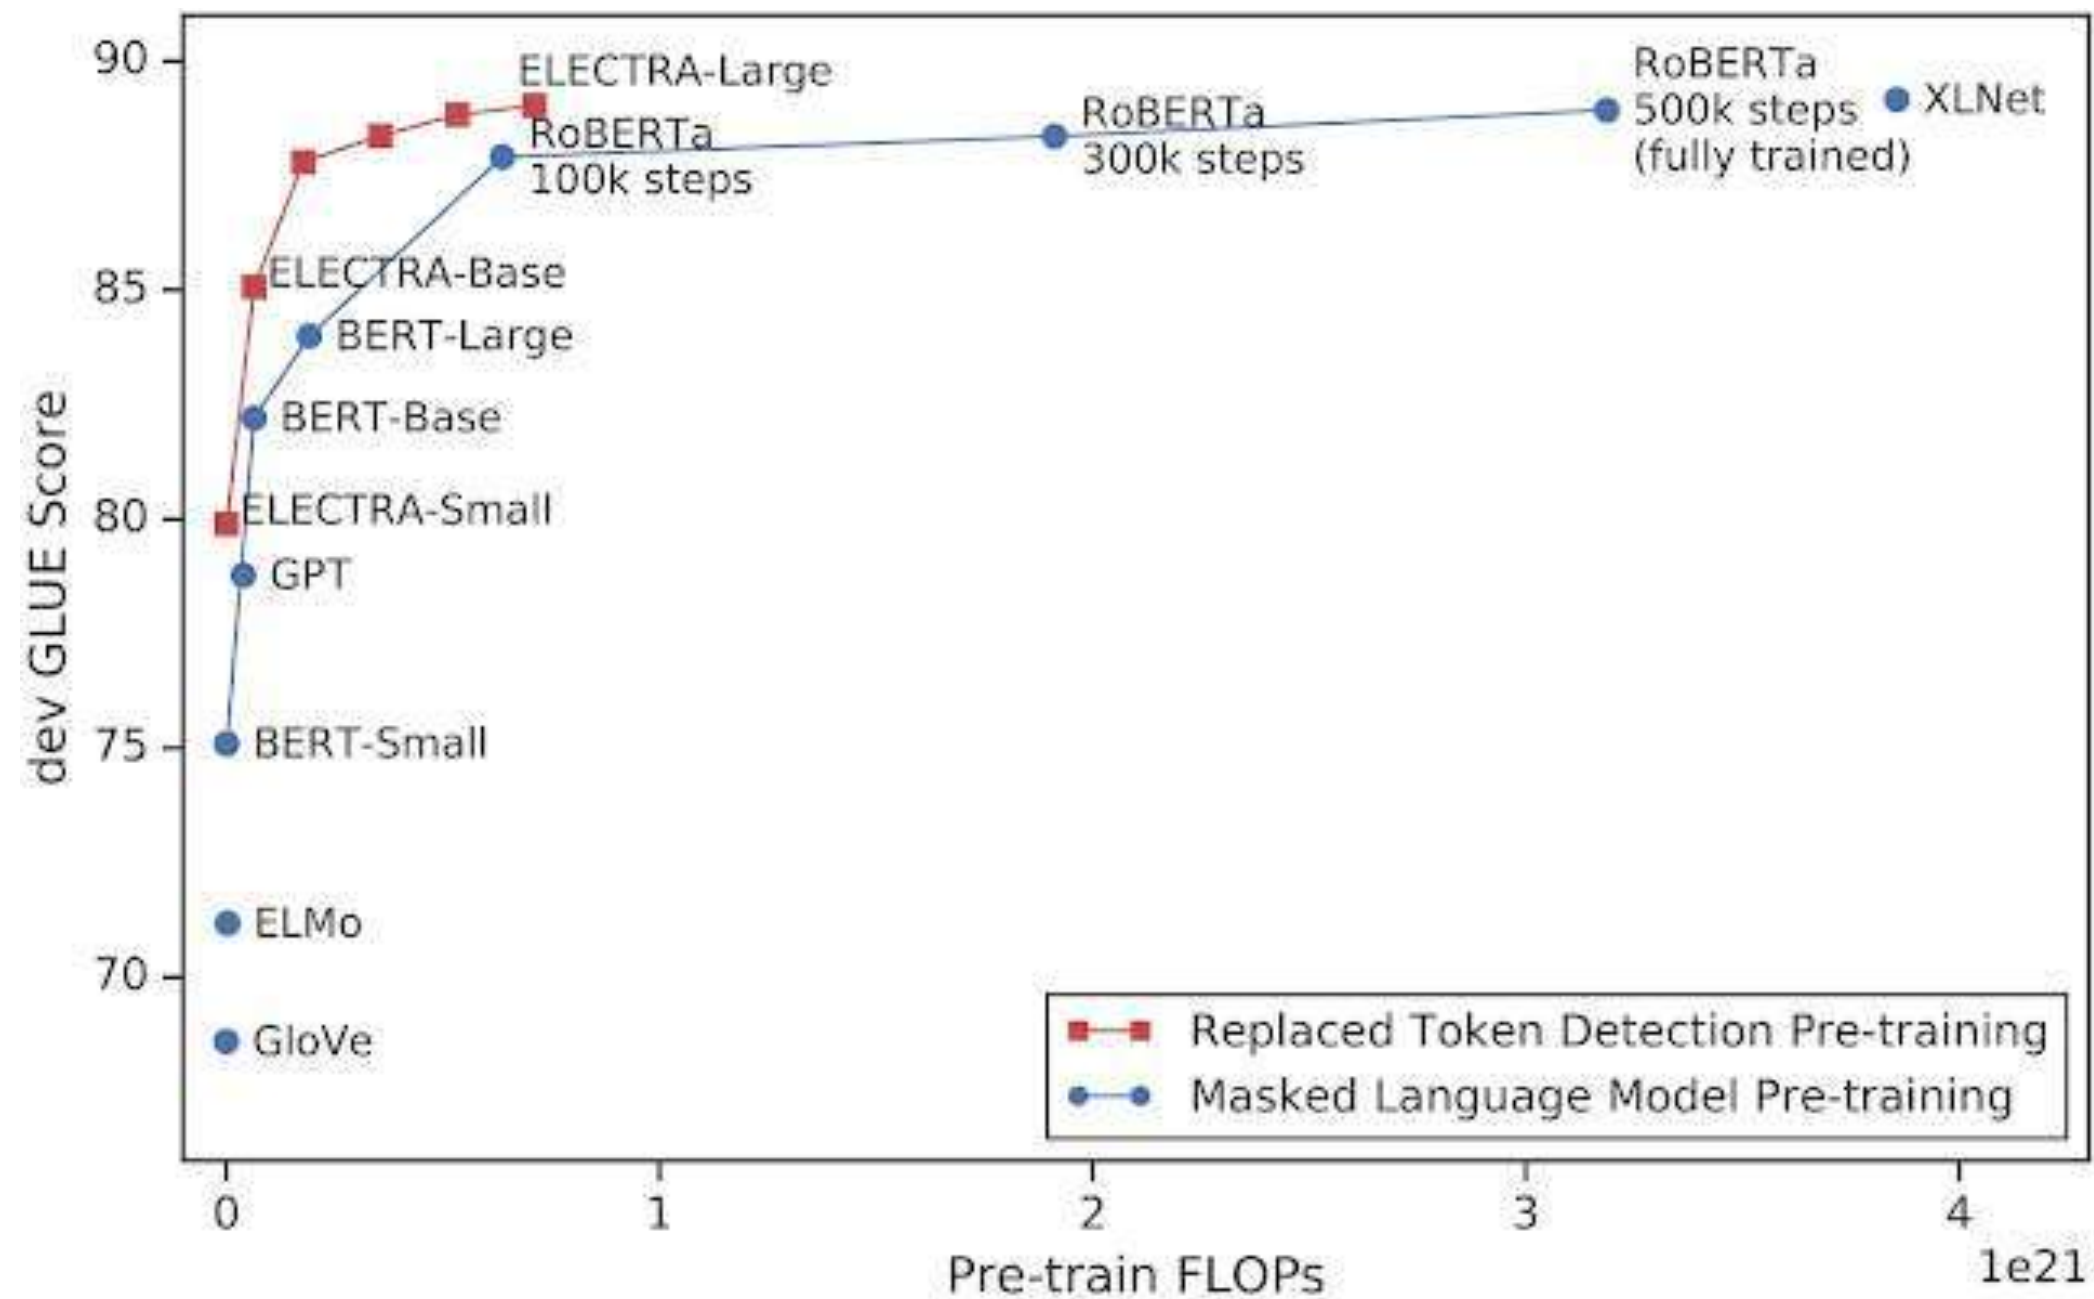 90
85
80
75
70
dev GLUE Score
ELECTRA-Large
RoBERTa
100k steps
RoBERTa
300k steps
RoBERTa
500k steps
(fully trained)
XLNet
ELECTRA-Base
BERT-Large
BERT-Base
ELECTRA-Small
GPT
BERT-Small
ELMo
GloVe
Replaced Token Detection Pre-training
Masked Language Model Pre-training
0 1 2 3 4
1e21
Pre-train FLOPs